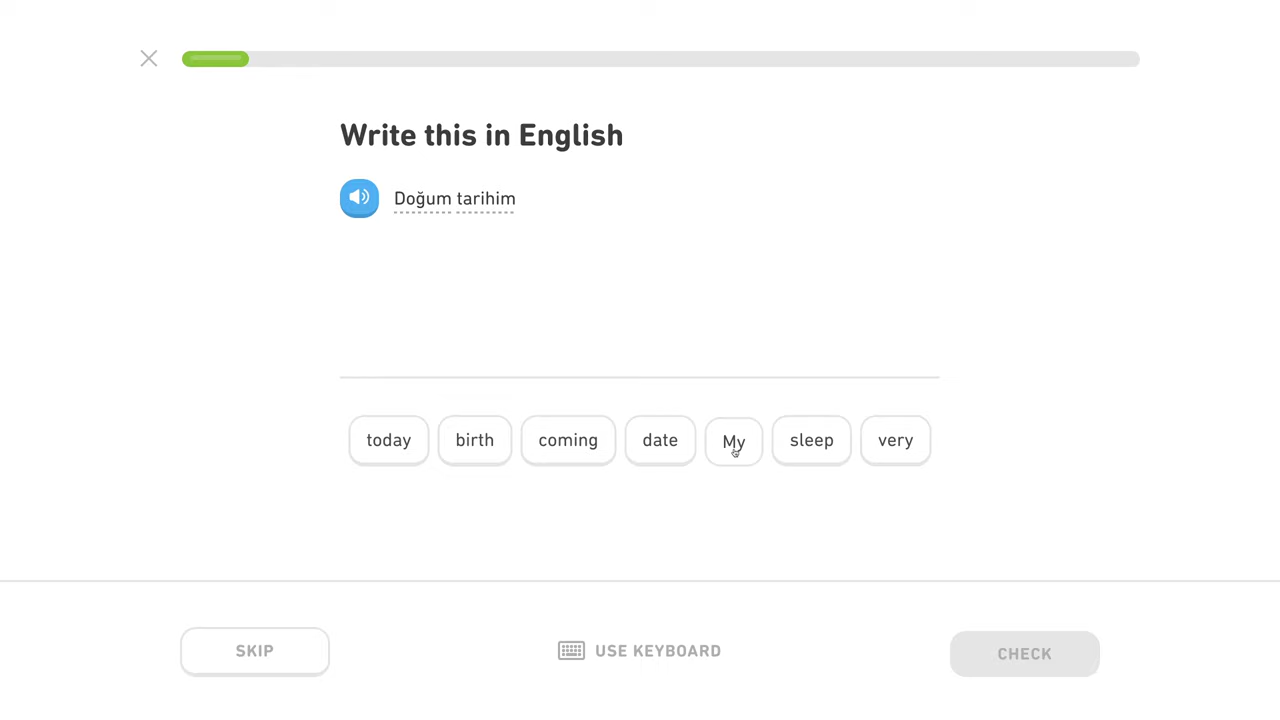 Write this in English
Doğum tarihim
today birth coming date My sleep very
SKIP USE KEYBOARD CHECK